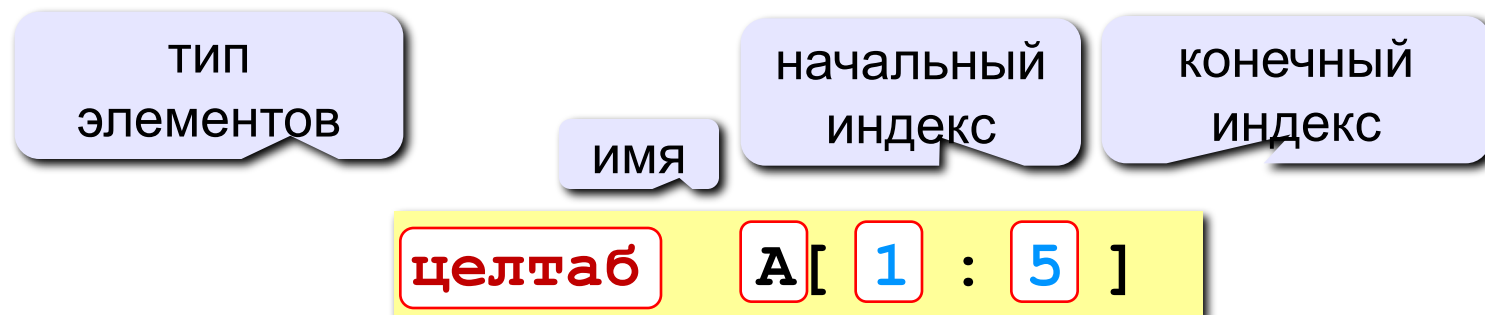 тип
элементов
имя
начальный
индекс
конечный
индекс
целтаб A[ 1 : 5 ]